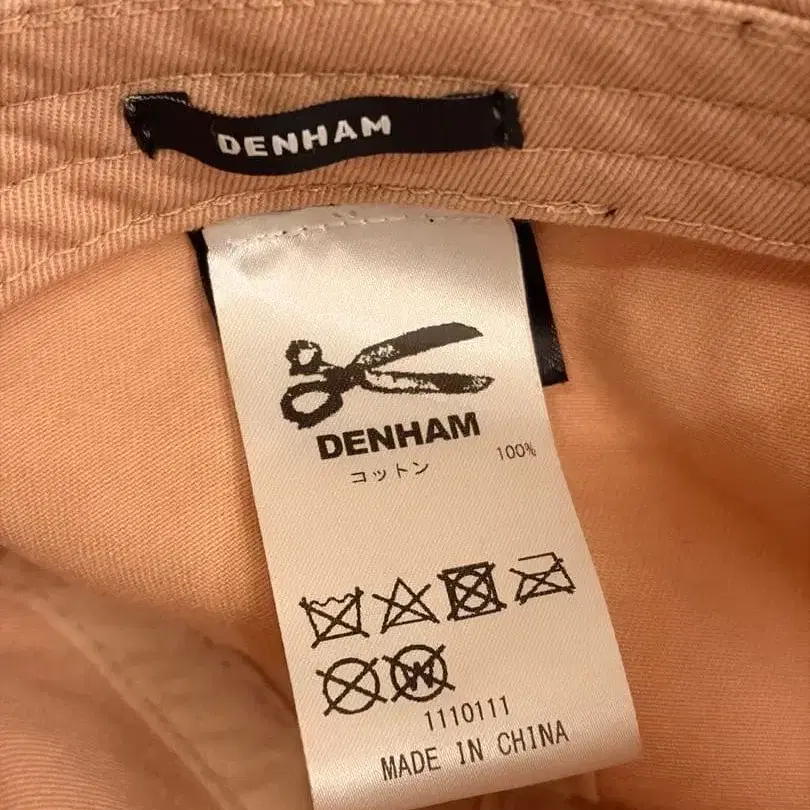 DENHAM
DENHAM
コットン 100%
W
1110111
MADE IN CHINA